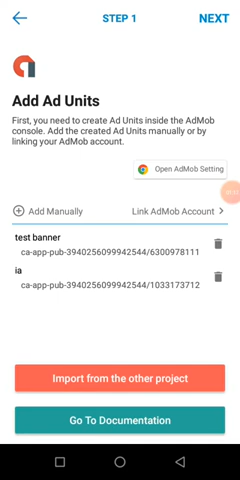 STEP 1
NEXT
Add Ad Units
First, you need to create Ad Units inside the AdMob
console. Add the created Ad Units manually or by
linking your AdMob account.
Open AdMob Setting
Add Manually
Link AdMob Account
test banner
ca-app-pub-3940256099942544/6300978111
ia
ca-app-pub-3940256099942544/1033173712
Import from the other project
Go To Documentation